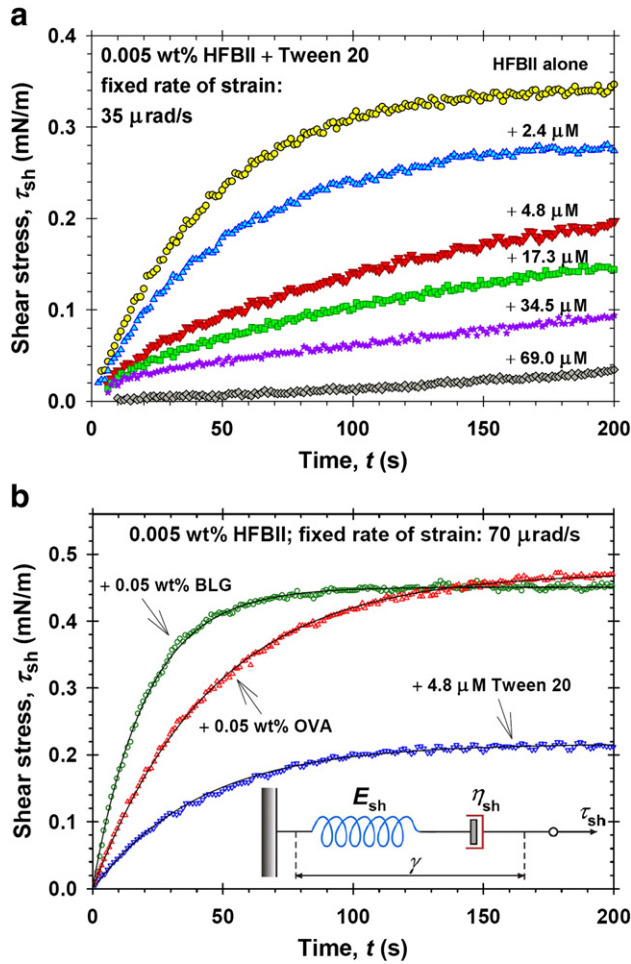 a
0.005 wt% HFBII + Tween 20
fixed rate of strain:
35 μrad/s
HFBII alone
+ 2.4 μM
+ 4.8 μM
+ 17.3 μM
+ 34.5 μM
+ 69.0 μM
Shear stress, τsh (mN/m)
0.4
0.3
0.2
0.1
0.0
0 50 100 150 200
Time, t (s)
b
0.005 wt% HFBII; fixed rate of strain: 70 μrad/s
+ 0.05 wt% BLG
+ 0.05 wt% OVA
+ 4.8 μM Tween 20
Esh
ηsh
τsh
γ
Shear stress, τsh (mN/m)
0.5
0.4
0.3
0.2
0.1
0.0
0 50 100 150 200
Time, t (s)